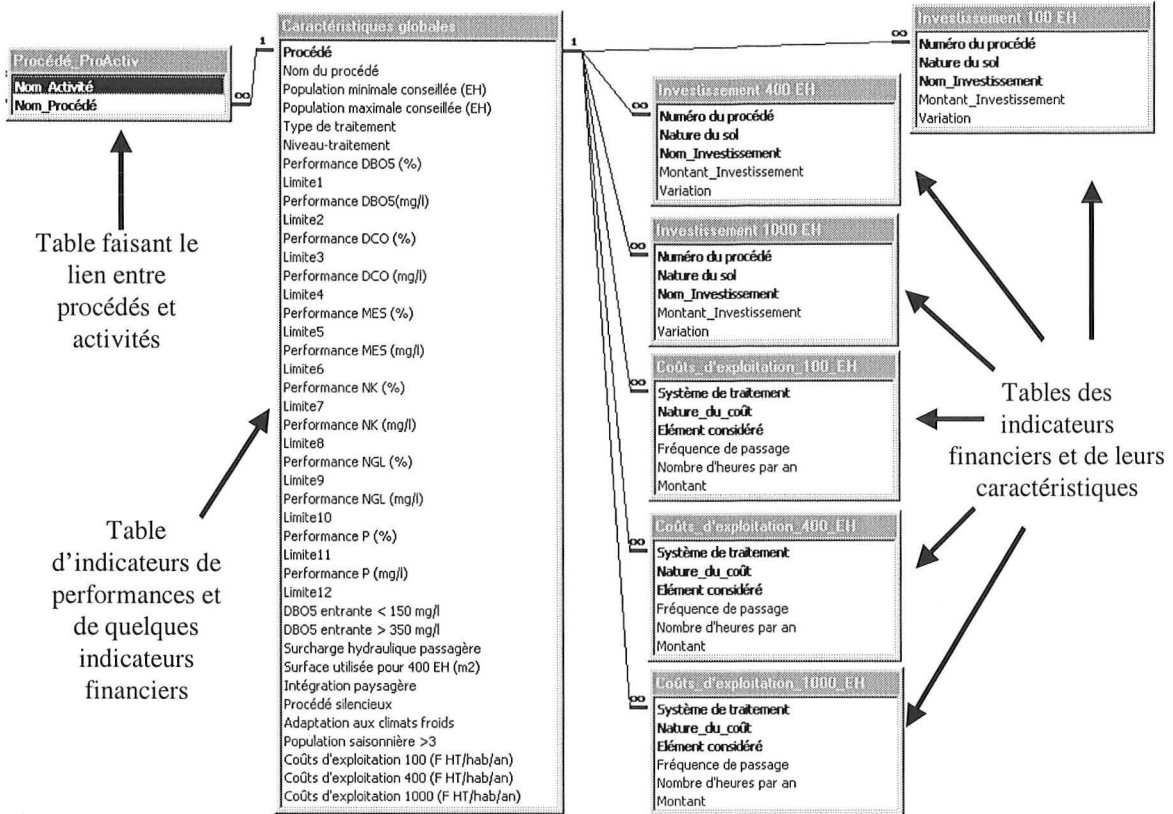 Procédé_ProActiv
Nom_Activité
Nom_Procédé
∞
1
Table faisant le
lien entre
procédés et
activités
Table
d'indicateurs de
performances et
de quelques
indicateurs
financiers
Caractéristiques globales
Procédé
Nom du procédé
Population minimale conseillée (EH)
Population maximale conseillée (EH)
Type de traitement
Niveau-traitement
Performance DBO5 (%)
Limite1
Performance DBO5(mg/l)
Limite2
Performance DCO (%)
Limite3
Performance DCO (mg/l)
Limite4
Performance MES (%)
Limite5
Performance MES (mg/l)
Limite6
Performance NK (%)
Limite7
Performance NK (mg/l)
Limite8
Performance NGL (%)
Limite9
Performance NGL (mg/l)
Limite10
Performance P (%)
Limite11
Performance P (mg/l)
Limite12
DBO5 entrante < 150 mg/l
DBO5 entrante > 350 mg/l
Surcharge hydraulique passagère
Surface utilisée pour 400 EH (m2)
Intégration paysagère
Procédé silencieux
Adaptation aux climats froids
Population saisonnière >3
Coûts d'exploitation 100 (F HT/hab/an)
Coûts d'exploitation 400 (F HT/hab/an)
Coûts d'exploitation 1000 (F HT/hab/an)
1
∞
Investissement 100 EH
Numéro du procédé
Nature du sol
Nom_Investissement
Montant_Investissement
Variation
∞
Investissement 400 EH
Numéro du procédé
Nature du sol
Nom_Investissement
Montant_Investissement
Variation
∞
Investissement 1000 EH
Numéro du procédé
Nature du sol
Nom_Investissement
Montant_Investissement
Variation
∞
Coûts_d'exploitation_100_EH
Système de traitement
Nature_du_coût
Elément considéré
Fréquence de passage
Nombre d'heures par an
Montant
∞
Coûts_d'exploitation_400_EH
Système de traitement
Nature_du_coût
Elément considéré
Fréquence de passage
Nombre d'heures par an
Montant
∞
Coûts_d'exploitation_1000_EH
Système de traitement
Nature_du_coût
Elément considéré
Fréquence de passage
Nombre d'heures par an
Montant
Tables des
indicateurs
financiers et de leurs
caractéristiques